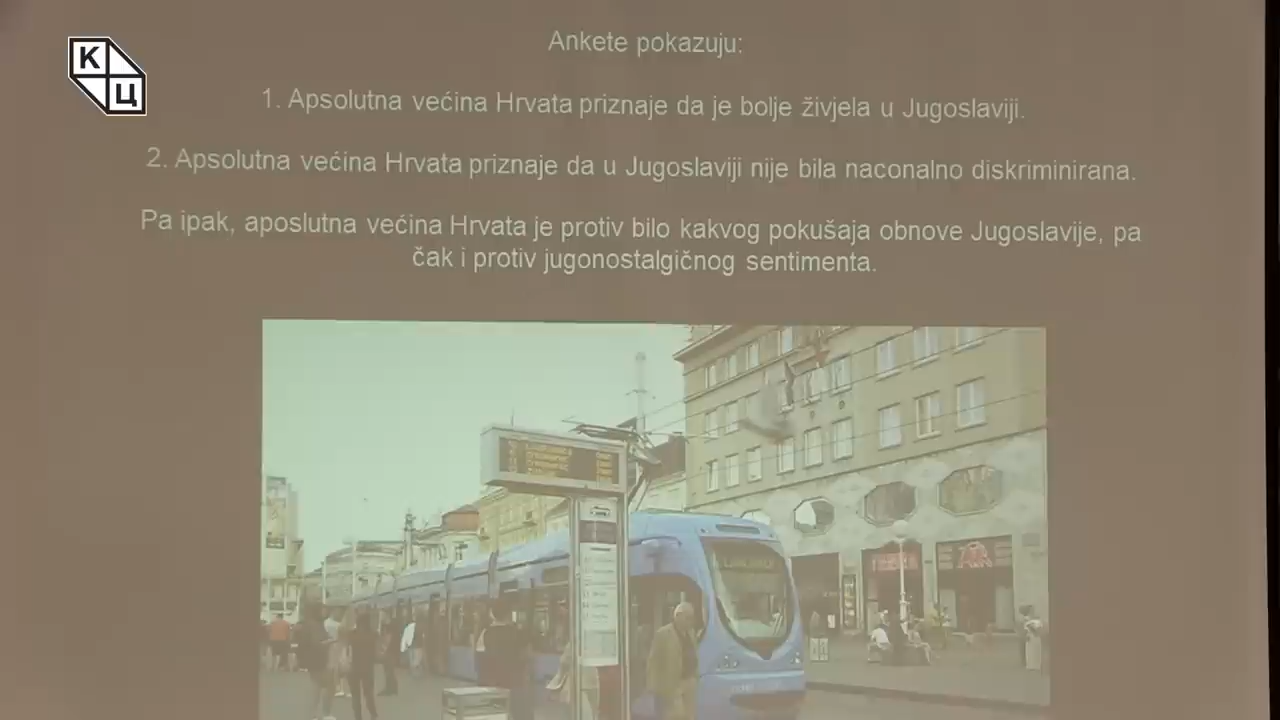 К
Ц
Ankete pokazuju:
1. Apsolutna većina Hrvata priznaje da je bolje živjela u Jugoslaviji.
2. Apsolutna većina Hrvata priznaje da u Jugoslaviji nije bila naconalno diskriminirana.
Pa ipak, aposlutna većina Hrvata je protiv bilo kakvog pokušaja obnove Jugoslavije, pa
čak i protiv jugonostalgičnog sentimenta.